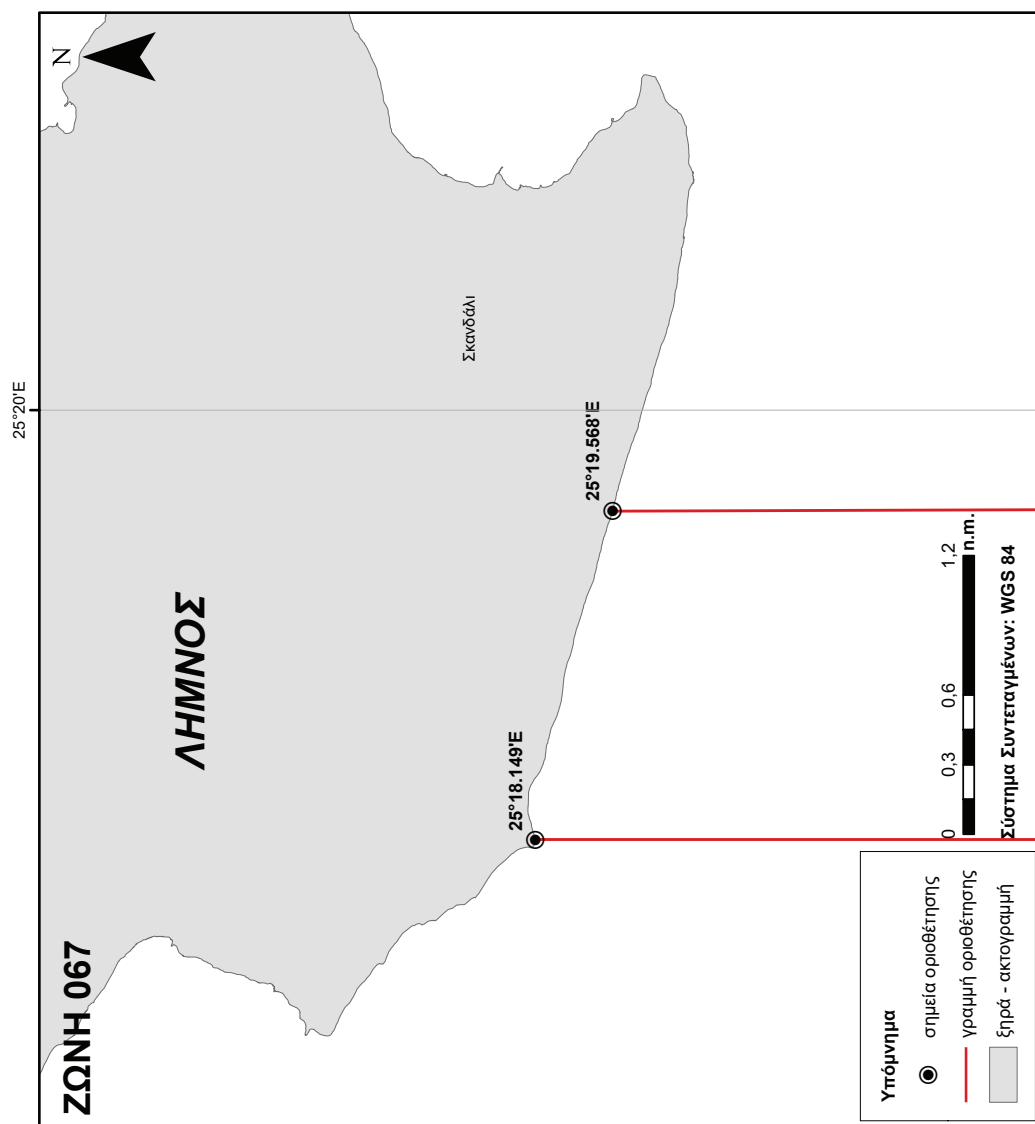 ΖΩΝΗ 067
25°20'E
N
ΛΗΜΝΟΣ
Σκανδάλι
25°18.149'E
25°19.568'E
Υπόμνημα
σημεία οριοθέτησης
γραμμή οριοθέτησης
ξηρά - ακτογραμμή
0 0,3 0,6 1,2
n.m.
Σύστημα Συντεταγμένων: WGS 84